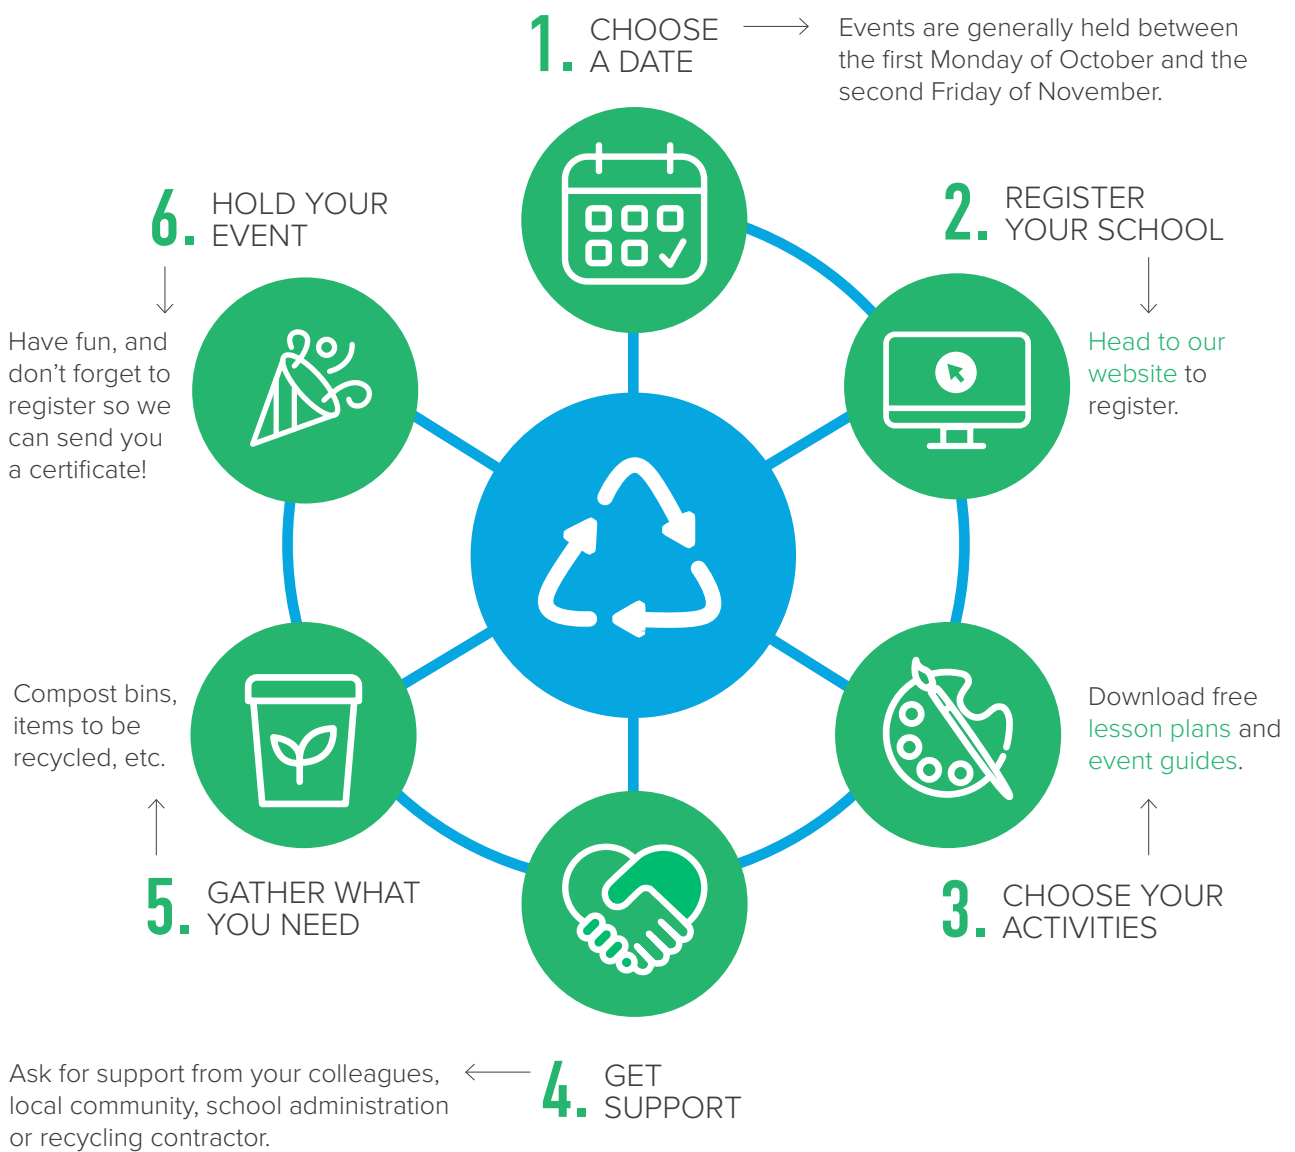 1. CHOOSE
A DATE
Events are generally held between
the first Monday of October and the
second Friday of November.
2. REGISTER
YOUR SCHOOL
Head to our
website to
register.
3. CHOOSE YOUR
ACTIVITIES
Download free
lesson plans and
event guides.
4. GET
SUPPORT
Ask for support from your colleagues,
local community, school administration
or recycling contractor.
5. GATHER WHAT
YOU NEED
Compost bins,
items to be
recycled, etc.
6. HOLD YOUR
EVENT
Have fun, and
don’t forget to
register so we
can send you
a certificate!